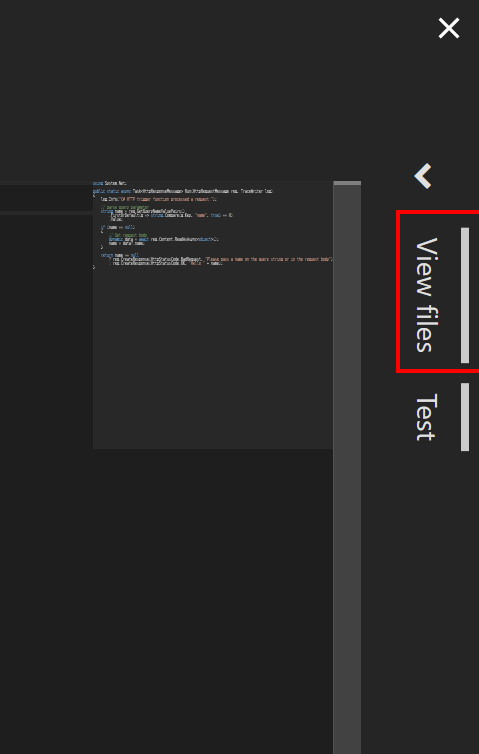 using System.Net;
public static async Task<HttpResponseMessage> Run(HttpRequestMessage req, TraceWriter log)
{
log.Info("C# HTTP trigger function processed a request.");
// parse query parameter
string name = req.GetQueryNameValuePairs()
.FirstOrDefault(q => string.Compare(q.Key, "name", true) == 0)
.Value;
if (name == null)
{
// Get request body
dynamic data = await req.Content.ReadAsAsync<object>();
name = data?.name;
}
return name == null
? req.CreateResponse(HttpStatusCode.BadRequest, "Please pass a name on the query string or in the request body")
: req.CreateResponse(HttpStatusCode.OK, "Hello " + name);
}
View files
Test